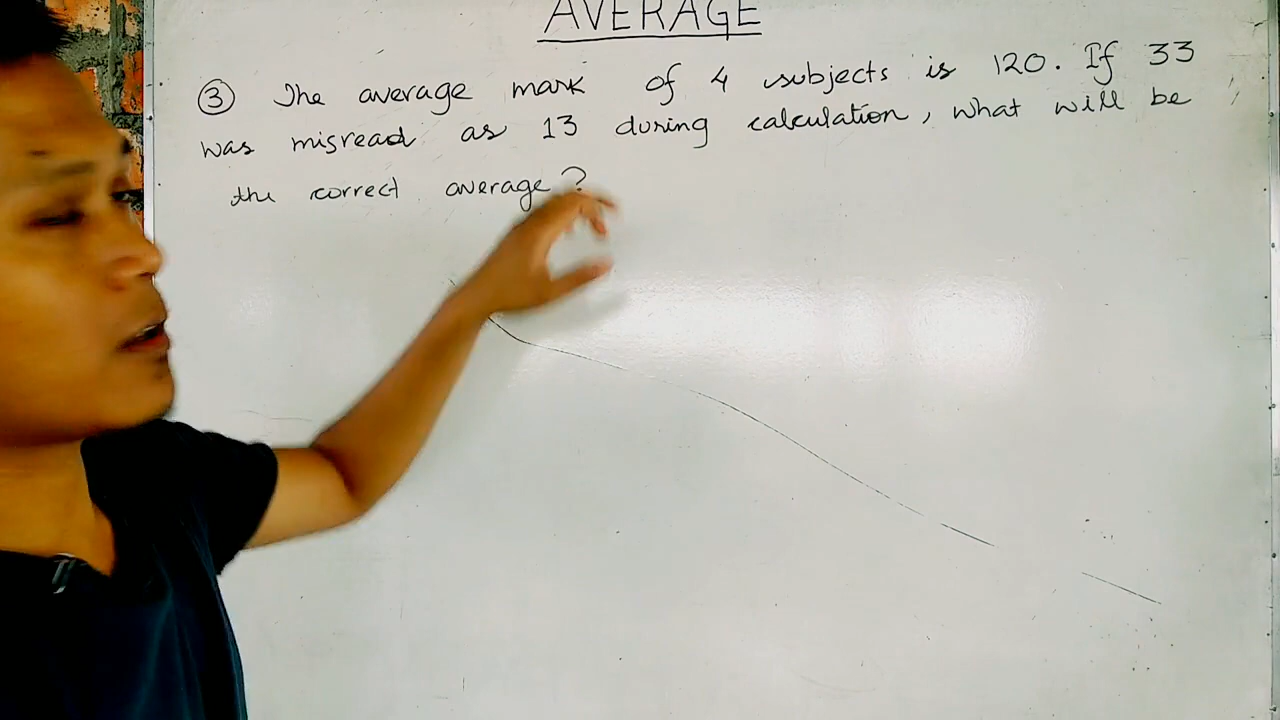 AVERAGE
③ The average mark of 4 subjects is 120. If 33
was misread as 13 during calculation, what will be
the correct average?